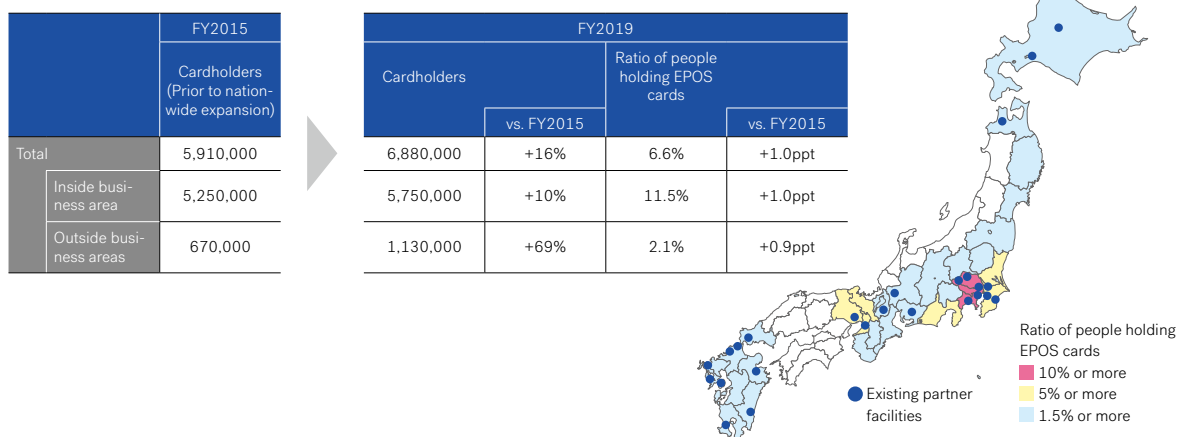 FY2015
Cardholders
(Prior to nation-
wide expansion)
Total
5,910,000
Inside busi-
ness area
5,250,000
Outside busi-
ness areas
670,000
FY2019
Cardholders
Ratio of people
holding EPOS
cards
vs. FY2015
vs. FY2015
6,880,000
+16%
6.6%
+1.0ppt
5,750,000
+10%
11.5%
+1.0ppt
1,130,000
+69%
2.1%
+0.9ppt
Existing partner
facilities
Ratio of people holding
EPOS cards
10% or more
5% or more
1.5% or more